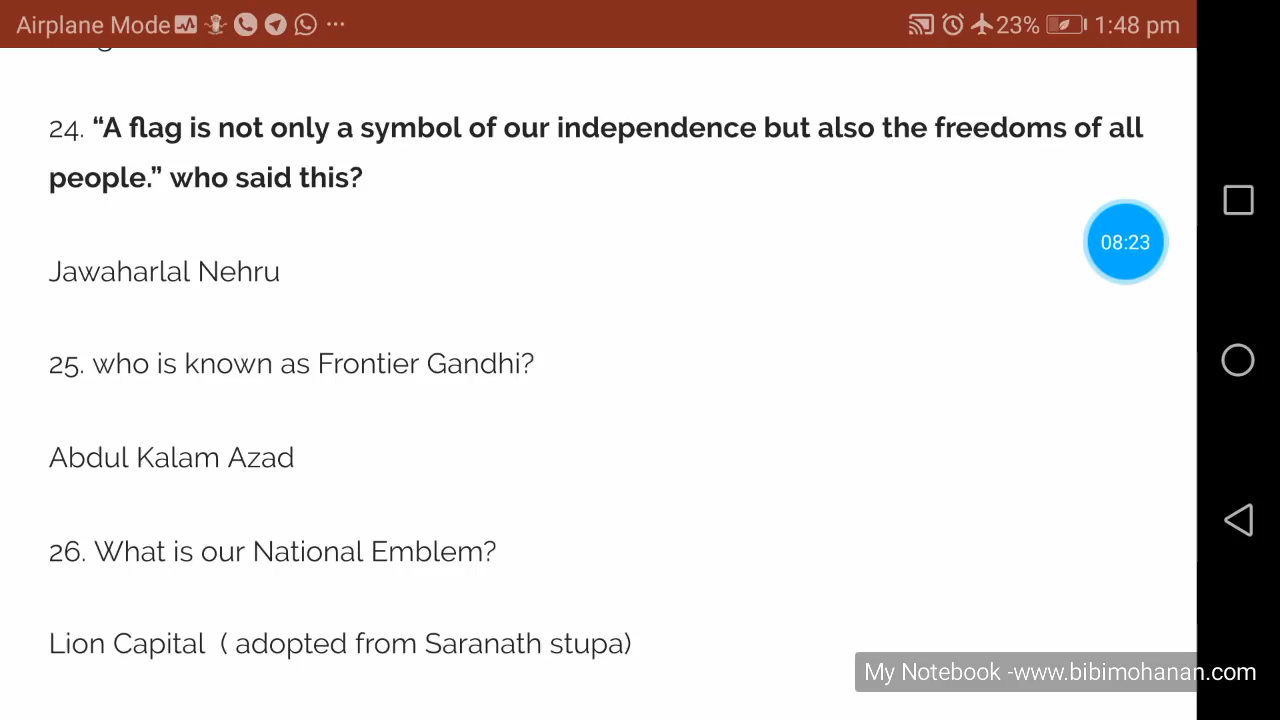 Airplane Mode ··· 23% 1:48 pm
24. “A flag is not only a symbol of our independence but also the freedoms of all
people.” who said this?
08:23
Jawaharlal Nehru
25. who is known as Frontier Gandhi?
Abdul Kalam Azad
26. What is our National Emblem?
Lion Capital ( adopted from Saranath stupa)
My Notebook -www.bibimohanan.com